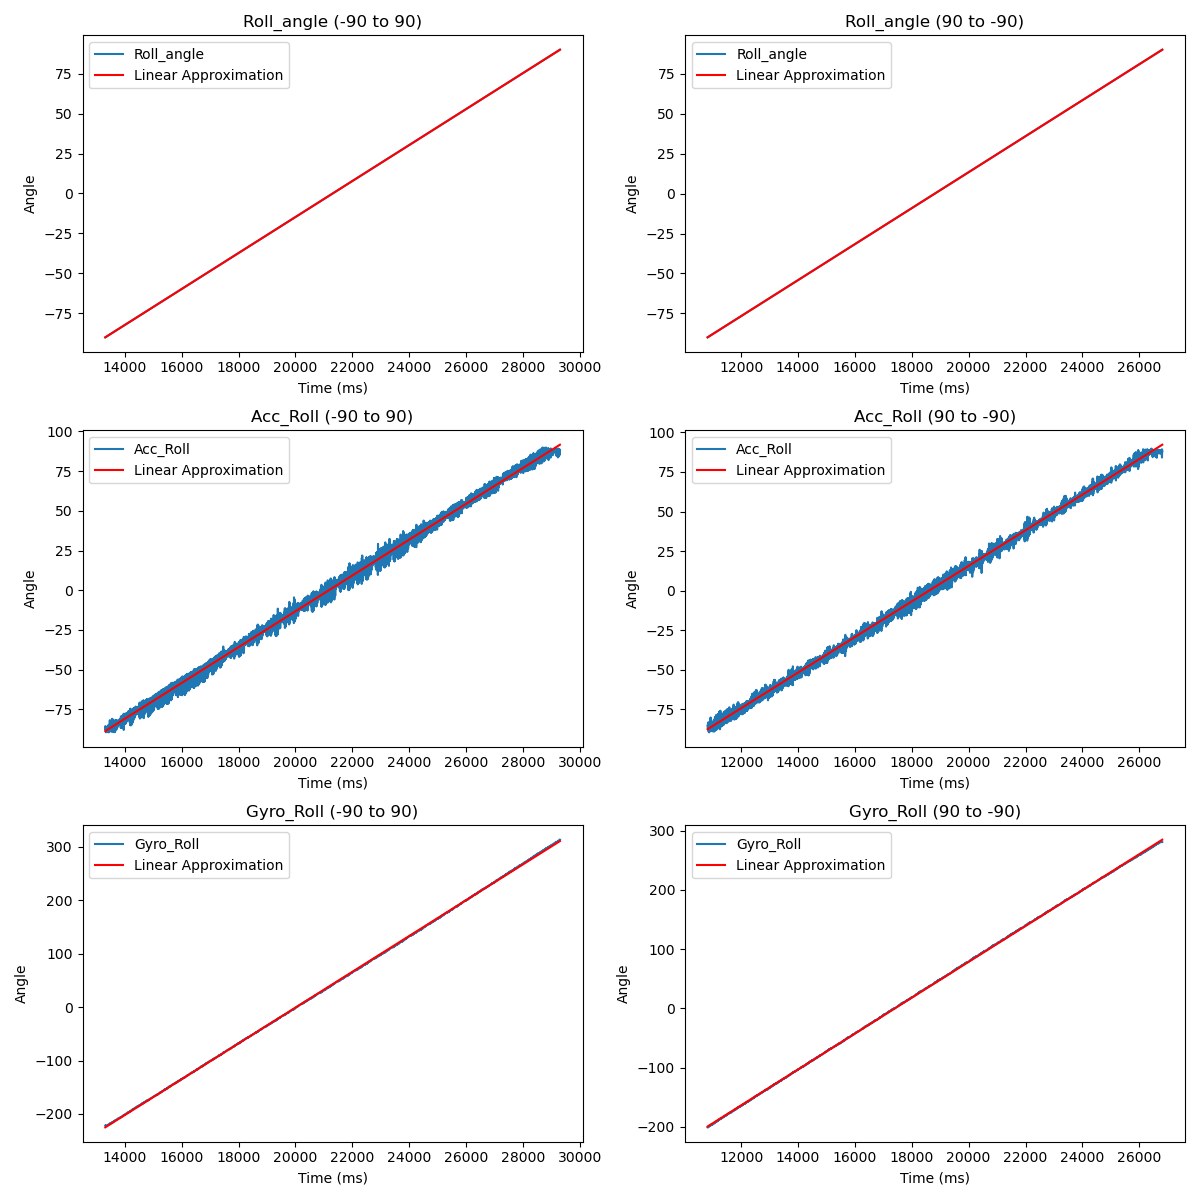 Roll_angle (-90 to 90)
Roll_angle
Linear Approximation
Angle
75
50
25
0
−25
−50
−75
14000 16000 18000 20000 22000 24000 26000 28000 30000
Time (ms)
Roll_angle (90 to -90)
Roll_angle
Linear Approximation
Angle
75
50
25
0
−25
−50
−75
12000 14000 16000 18000 20000 22000 24000 26000
Time (ms)
Acc_Roll (-90 to 90)
Acc_Roll
Linear Approximation
Angle
100
75
50
25
0
−25
−50
−75
14000 16000 18000 20000 22000 24000 26000 28000 30000
Time (ms)
Acc_Roll (90 to -90)
Acc_Roll
Linear Approximation
Angle
100
75
50
25
0
−25
−50
−75
12000 14000 16000 18000 20000 22000 24000 26000
Time (ms)
Gyro_Roll (-90 to 90)
Gyro_Roll
Linear Approximation
Angle
300
200
100
0
−100
−200
14000 16000 18000 20000 22000 24000 26000 28000 30000
Time (ms)
Gyro_Roll (90 to -90)
Gyro_Roll
Linear Approximation
Angle
300
200
100
0
−100
−200
12000 14000 16000 18000 20000 22000 24000 26000
Time (ms)